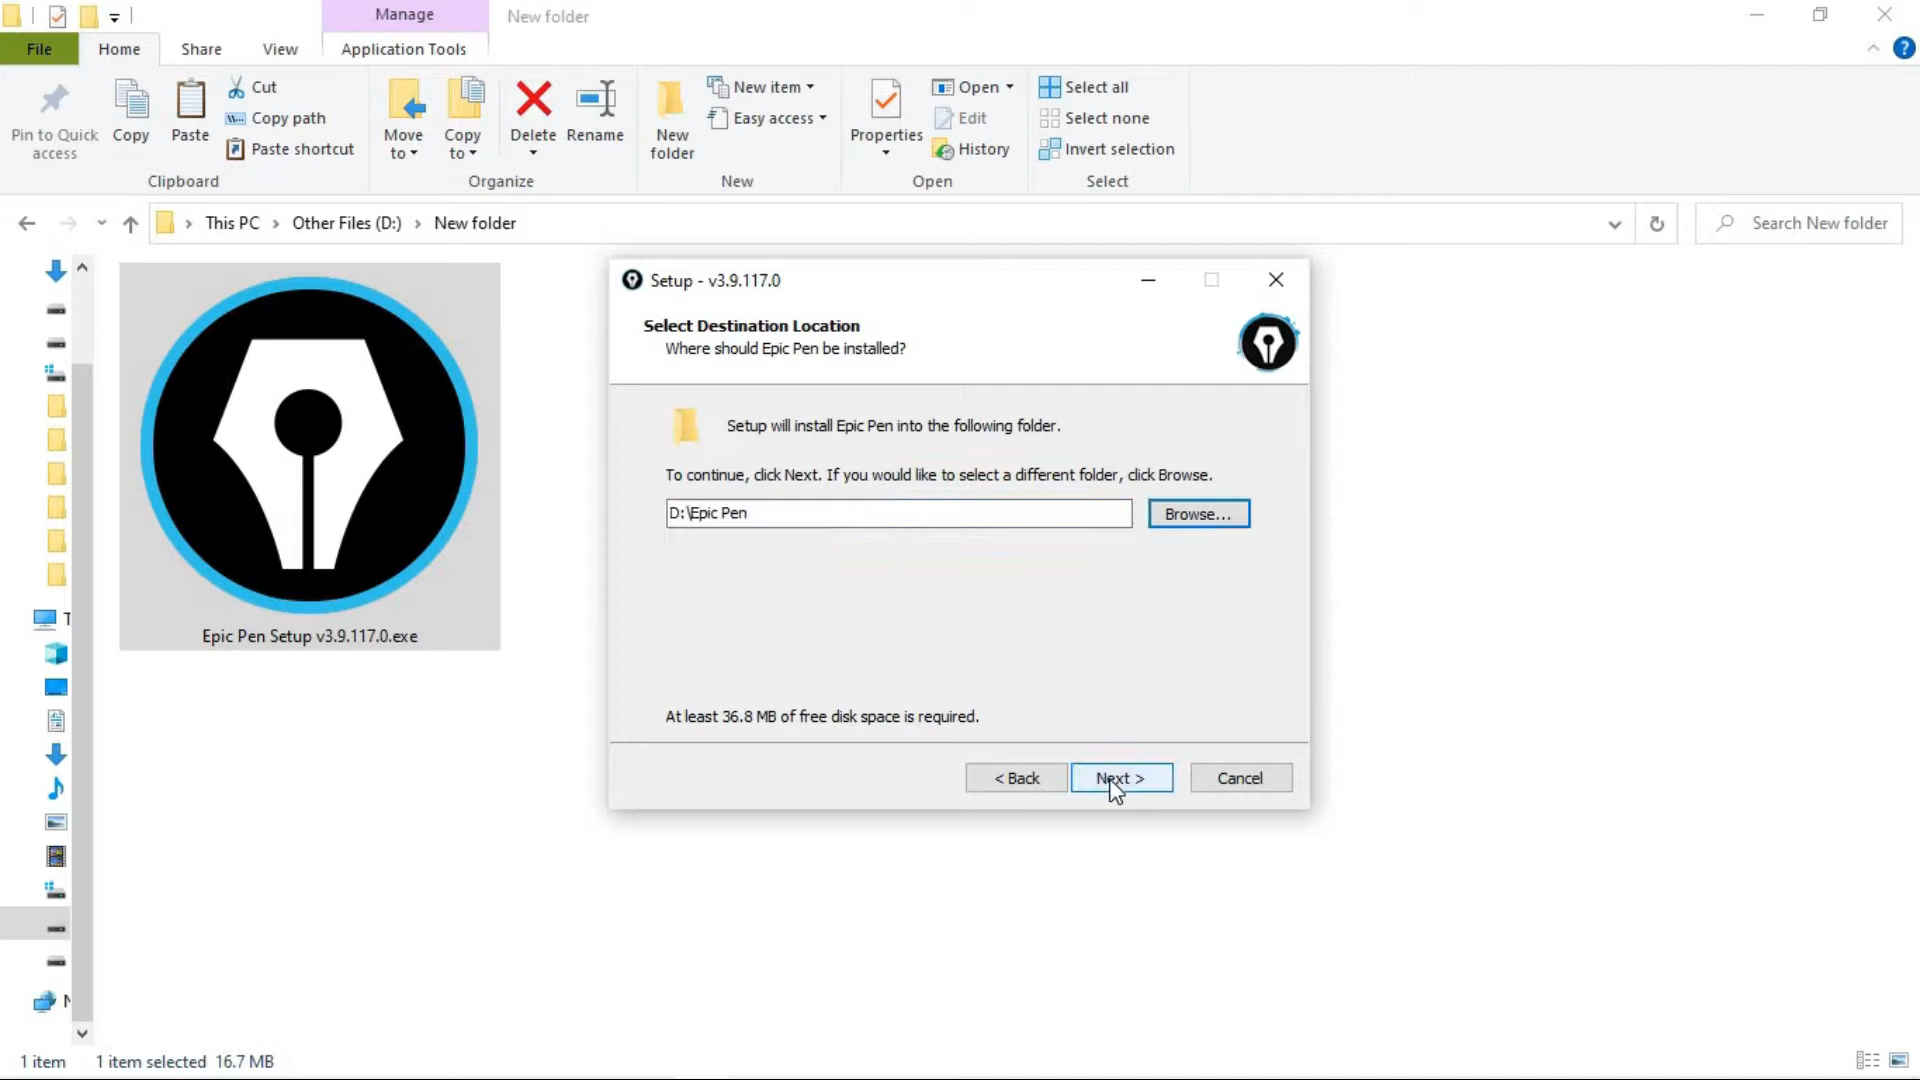 Manage
New folder
File
Home
Share
View
Application Tools
Pin to Quick access
Copy
Paste
Cut
Copy path
Paste shortcut
Clipboard
Move to
Copy to
Delete
Rename
Organize
New folder
New item
Easy access
New
Properties
Open
Edit
History
Open
Select all
Select none
Invert selection
Select
This PC > Other Files (D:) > New folder
Search New folder
Epic Pen Setup v3.9.117.0.exe
Setup - v3.9.117.0
Select Destination Location
Where should Epic Pen be installed?
Setup will install Epic Pen into the following folder.
To continue, click Next. If you would like to select a different folder, click Browse.
D:\Epic Pen
Browse...
At least 36.8 MB of free disk space is required.
< Back
Next >
Cancel
1 item
1 item selected 16.7 MB